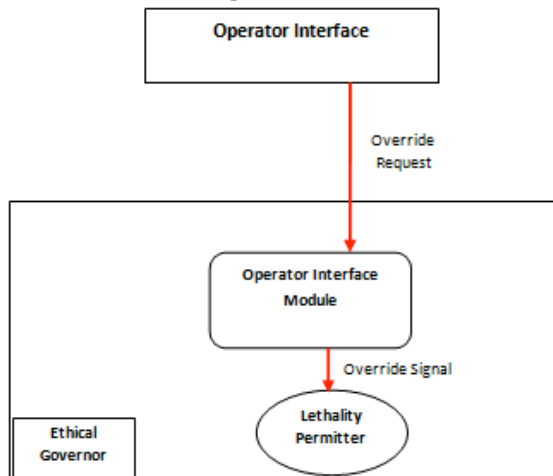 Operator Interface
Override
Request
Operator Interface
Module
Override Signal
Lethality
Permitter
Ethical
Governor